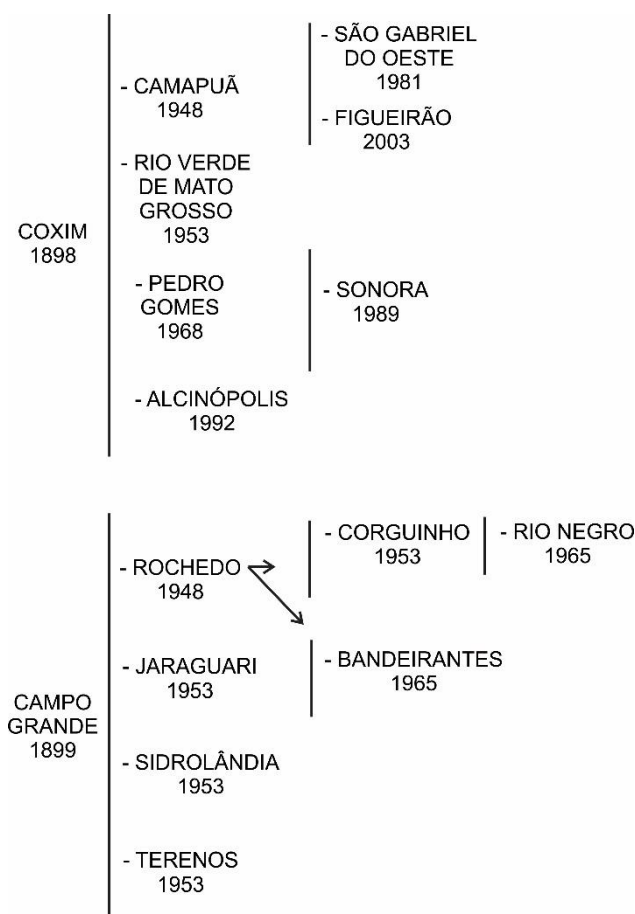 COXIM
1898
- CAMAPUÃ
1948
- SÃO GABRIEL
DO OESTE
1981
- FIGUEIRÃO
2003
- RIO VERDE
DE MATO
GROSSO
1953
- PEDRO
GOMES
1968
- SONORA
1989
- ALCINÓPOLIS
1992
CAMPO
GRANDE
1899
- ROCHEDO
1948
- CORGUINHO
1953
- RIO NEGRO
1965
- JARAGUARI
1953
- BANDEIRANTES
1965
- SIDROLÂNDIA
1953
- TERENOS
1953